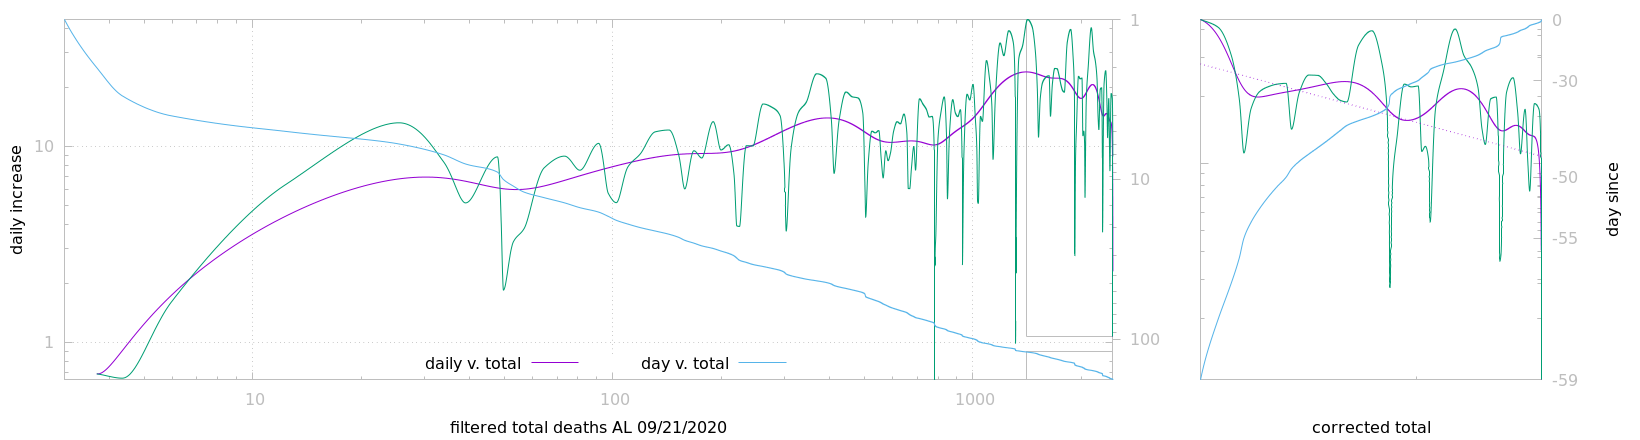 daily increase
10
1
daily v. total
day v. total
10
100
1000
filtered total deaths AL 09/21/2020
1
10
100
0
-30
-50
-55
-59
day since
corrected total